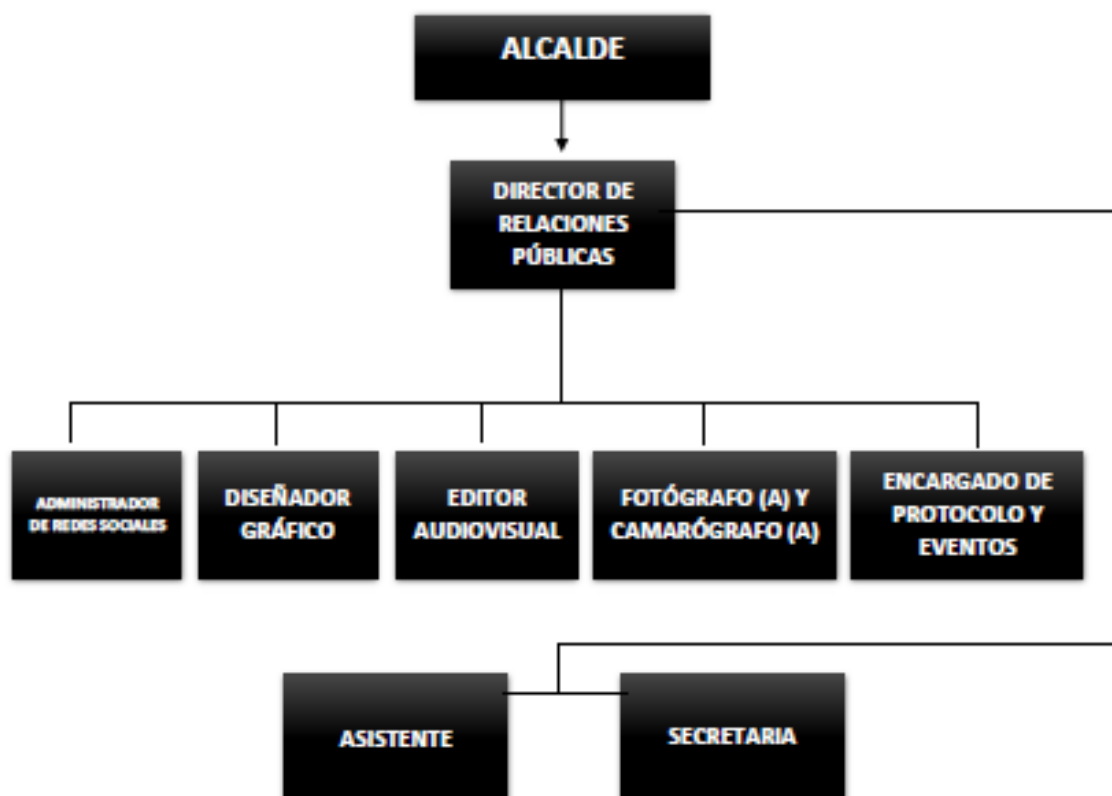 ALCALDE
DIRECTOR DE
RELACIONES
PÚBLICAS
ADMINISTRADOR
DE REDES SOCIALES
DISEÑADOR
GRÁFICO
EDITOR
AUDIOVISUAL
FOTÓGRAFO (A) Y
CAMARÓGRAFO (A)
ENCARGADO DE
PROTOCOLO Y
EVENTOS
ASISTENTE
SECRETARIA